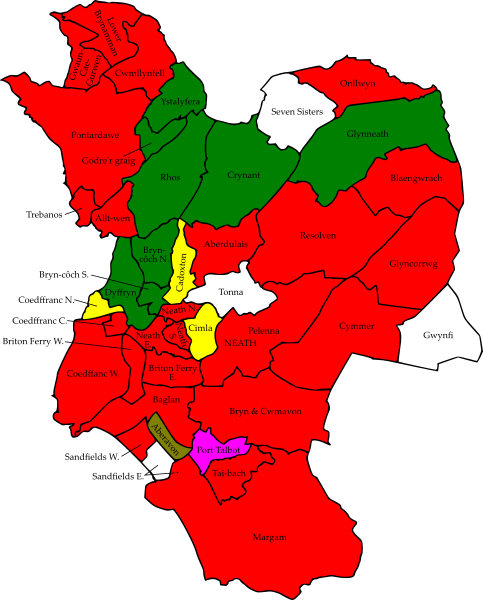 Lower
Brynamman
Gwaun-
Cae-
Gurwen
Cwmllynfell
Onllwyn
Ystalyfera
Seven Sisters
Pontardawe
Glynneath
Godre'r graig
Rhos
Crynant
Blaengwrach
Trebanos
Allt-wen
Resolven
Bryn-
côch N.
Aberdulais
Cadoxton
Glyncorrwg
Bryn-côch S.
Dyffryn
Tonna
Coedffranc N.
Neath N.
Coedffranc C.
Cimla
Pelenna
Cymmer
Gwynfi
Briton Ferry W.
Neath
E.
Neath
S.
NEATH
Coedffanc W.
Briton Ferry
E.
Baglan
Bryn & Cwmavon
Aberavon
Port Talbot
Sandfields W.
Sandfields E.
Tai-bach
Margam